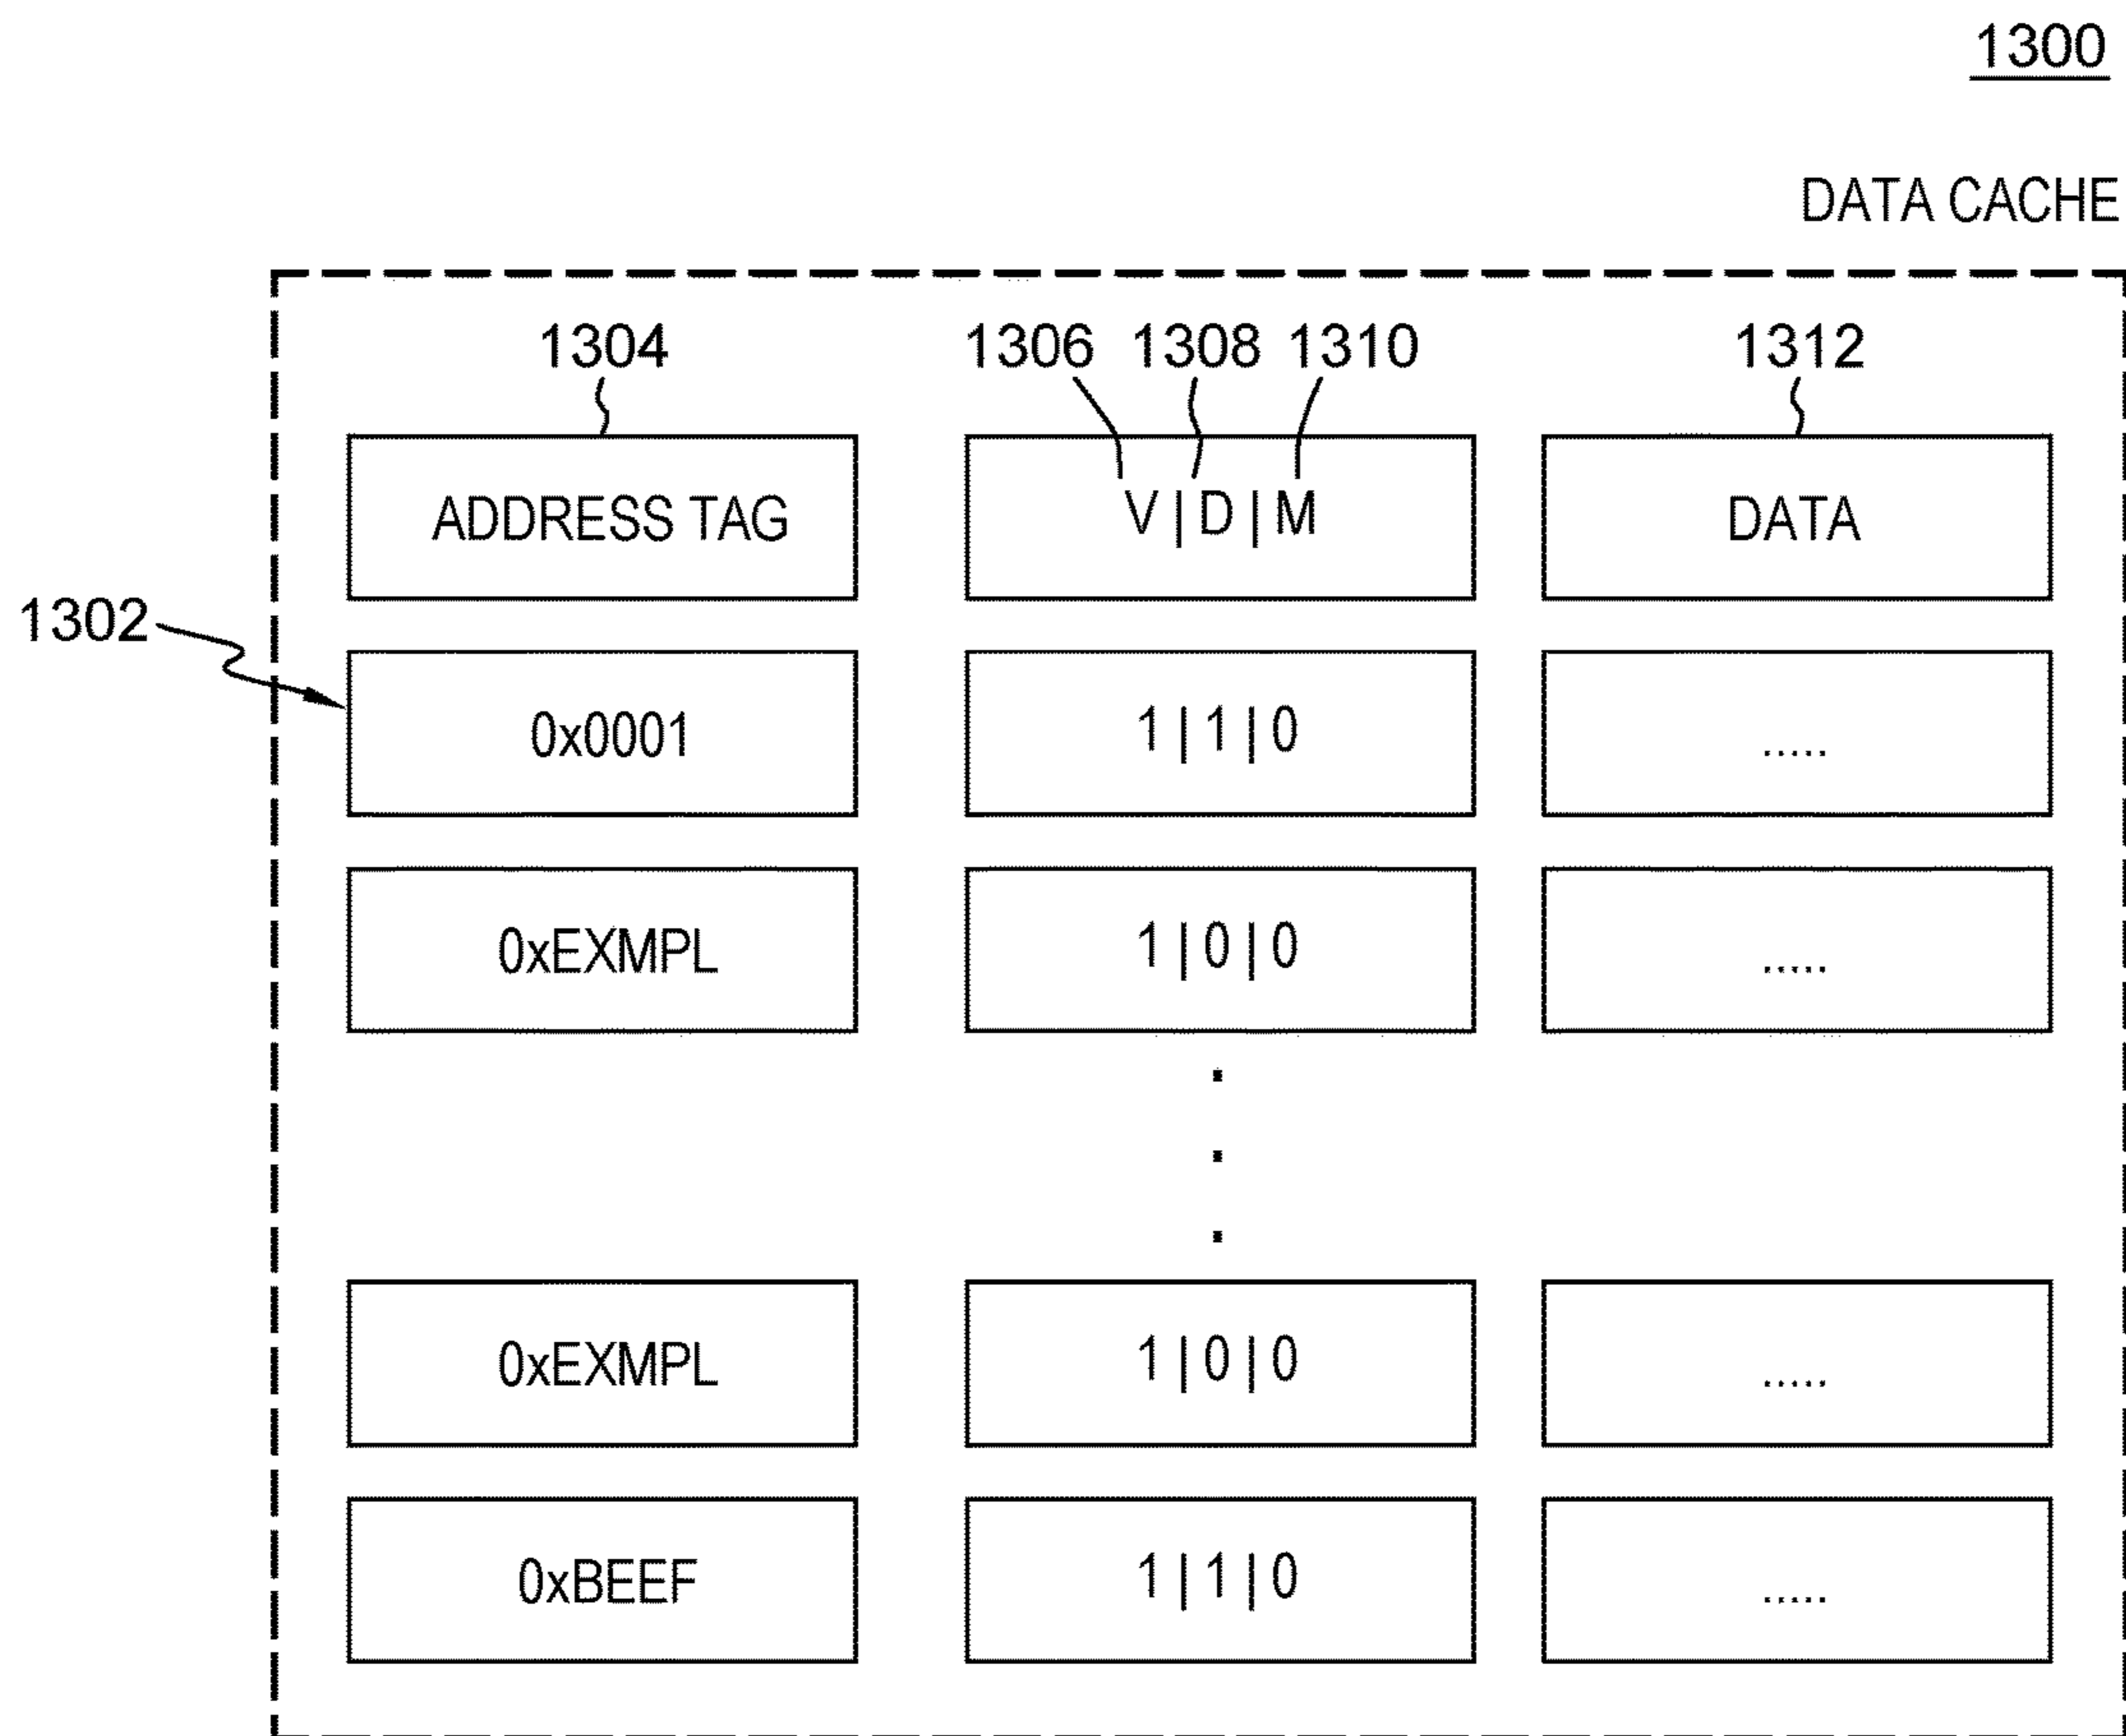 1300
DATA CACHE
1304 1306 1308 1310 1312
ADDRESS TAG V | D | M DATA
1302
0x0001 1 | 1 | 0 .....
0xEXMPL 1 | 0 | 0 .....
.
.
.
0xEXMPL 1 | 0 | 0 .....
0xBEEF 1 | 1 | 0 .....